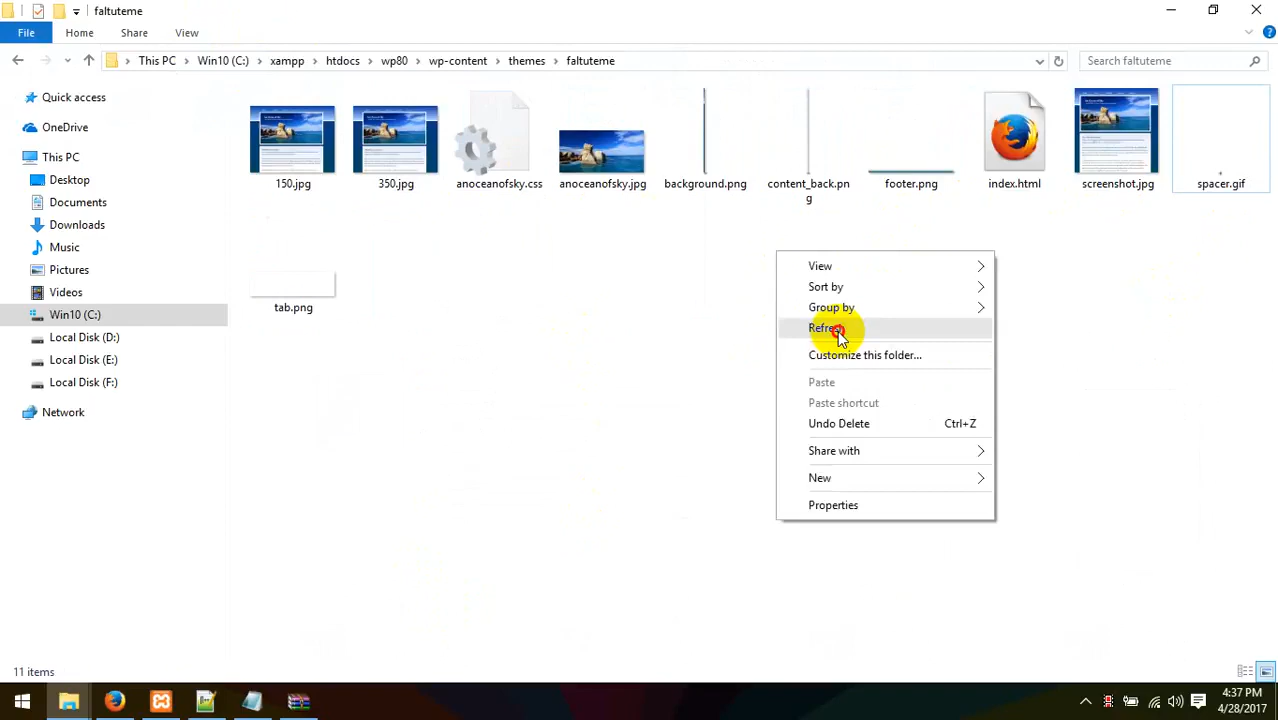 faltuteme
File
Home
Share
View
This PC
Win10 (C:)
xampp
htdocs
wp80
wp-content
themes
faltuteme
Search faltuteme
Quick access
OneDrive
This PC
Desktop
Documents
Downloads
Music
Pictures
Videos
Win10 (C:)
Local Disk (D:)
Local Disk (E:)
Local Disk (F:)
Network
150.jpg
350.jpg
anoceanofsky.css
anoceanofsky.jpg
background.png
content_back.pn
g
footer.png
index.html
screenshot.jpg
spacer.gif
tab.png
View
Sort by
Group by
Refresh
Customize this folder...
Paste
Paste shortcut
Undo Delete Ctrl+Z
Share with
New
Properties
11 items
4:37 PM
4/28/2017